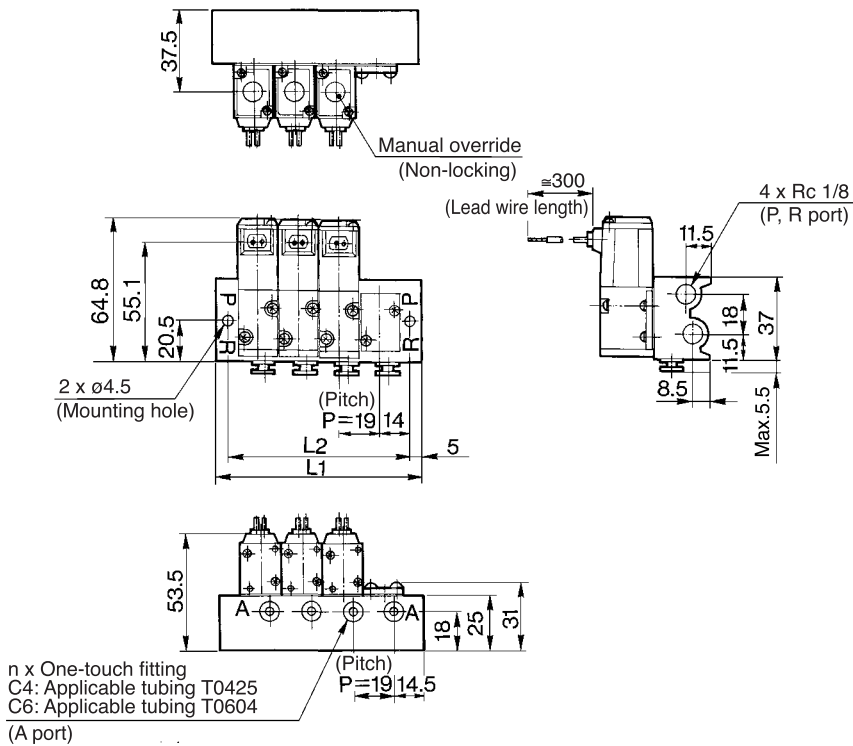 37.5
Manual override
(Non-locking)
≅300
(Lead wire length)
4 x Rc 1/8
(P, R port)
11.5
64.8
55.1
20.5
P
R
P
R
18
37
11.5
8.5
Max.5.5
2 x ø4.5
(Mounting hole)
(Pitch)
P=19
14
L2
5
L1
53.5
A
A
18
25
31
(Pitch)
P=19
14.5
n x One-touch fitting
C4: Applicable tubing T0425
C6: Applicable tubing T0604
(A port)